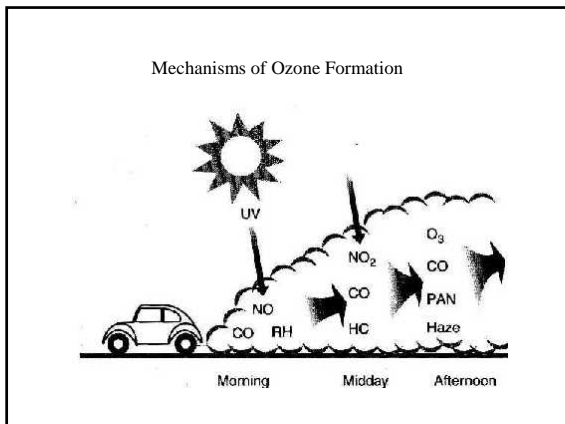 Mechanisms of Ozone Formation
UV
NO
CO RH
NO2
CO
HC
O3
CO
PAN
Haze
Morning Midday Afternoon